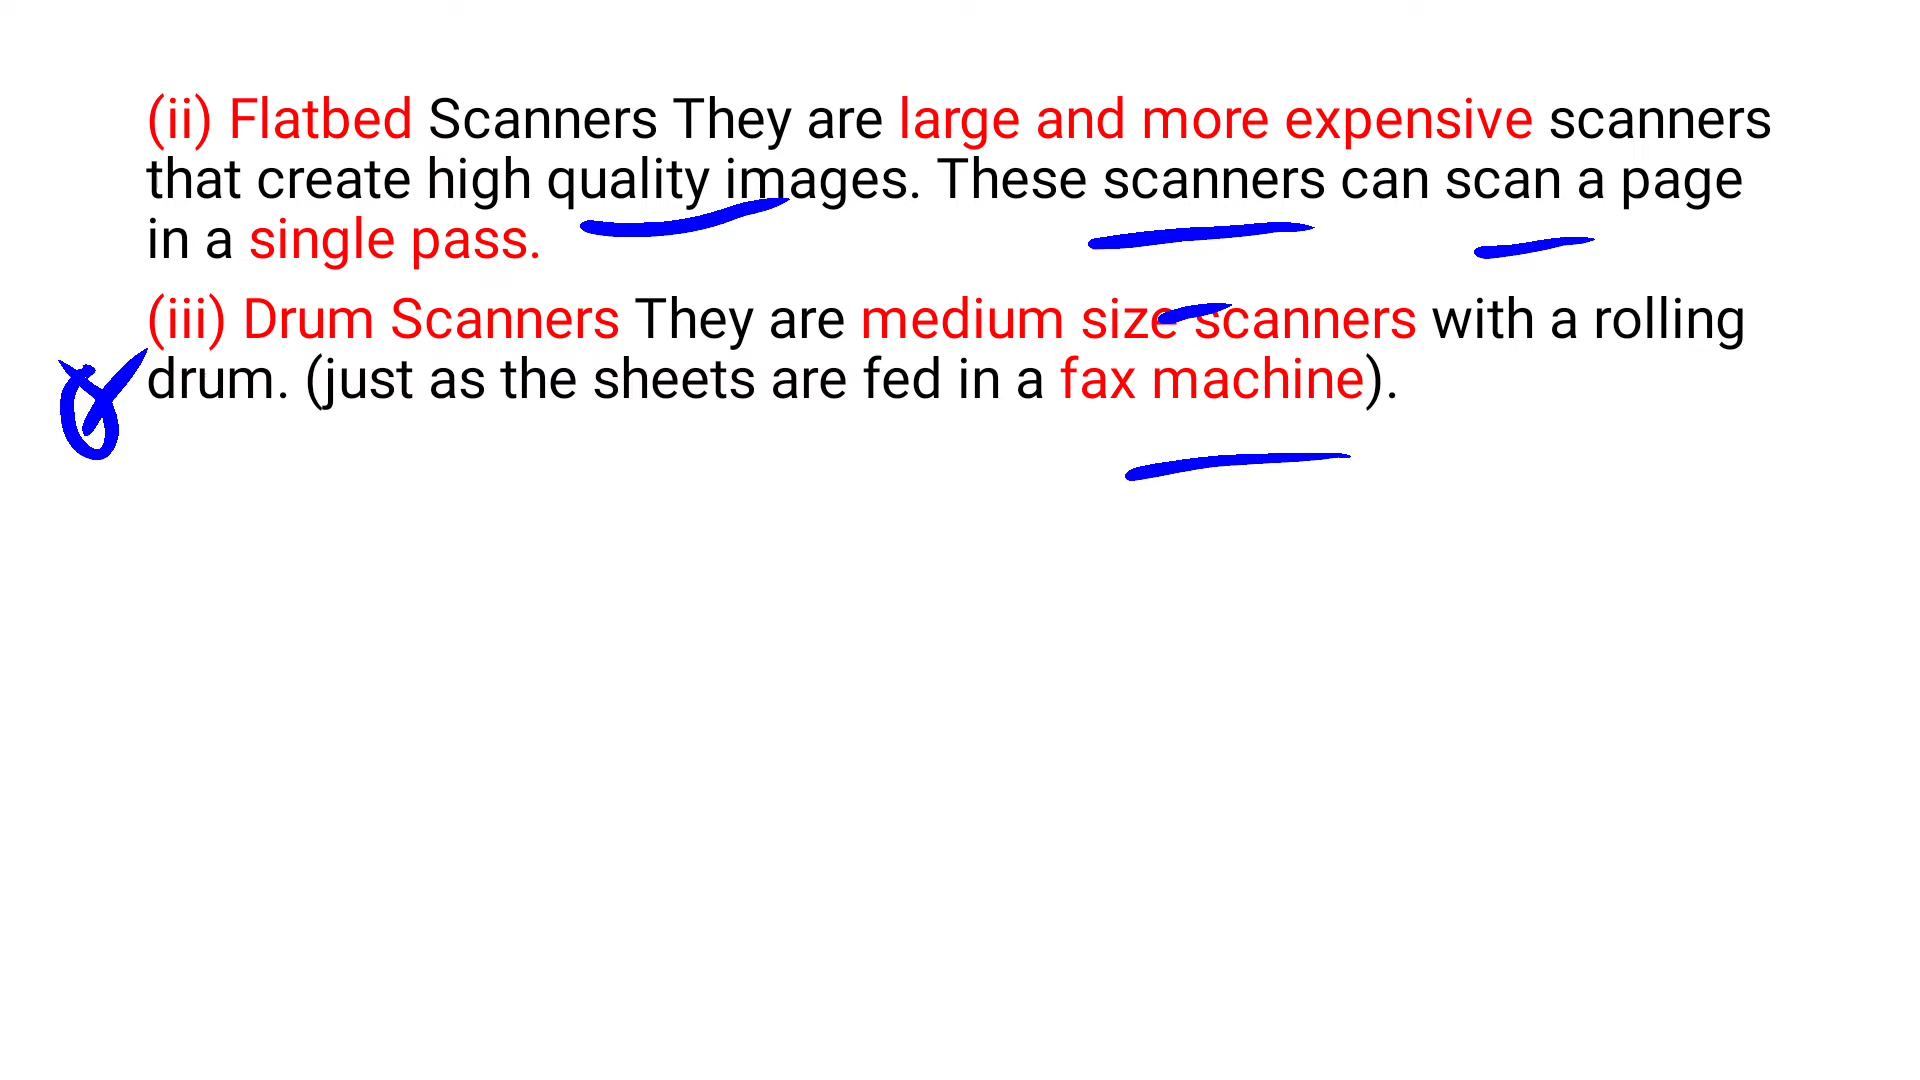 (ii) Flatbed Scanners They are large and more expensive scanners
that create high quality images. These scanners can scan a page
in a single pass.
(iii) Drum Scanners They are medium size scanners with a rolling
drum. (just as the sheets are fed in a fax machine).